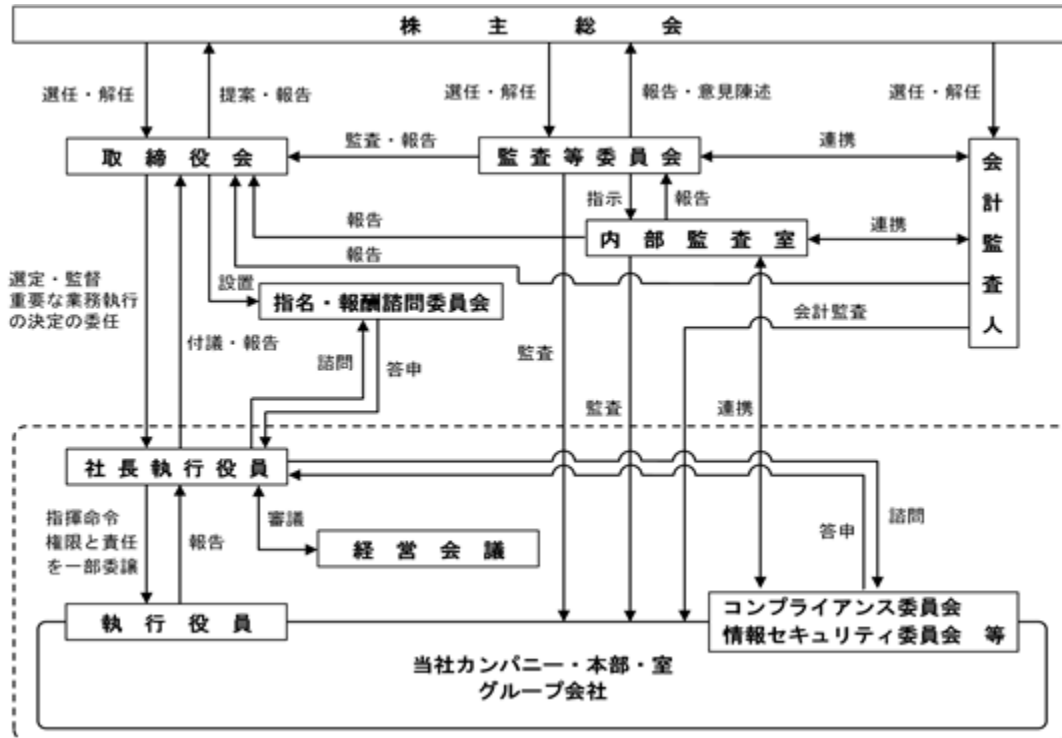 株主総会
選任・解任
提案・報告
選任・解任
報告・意見陳述
選任・解任
取締役会
監査・報告
監査等委員会
連携
会計監査人
指示
報告
報告
内部監査室
連携
報告
選定・監督
重要な業務執行
の決定の委任
設置
指名・報酬諮問委員会
会計監査
付議・報告
諮問
答申
監査
監査
連携
社長執行役員
指揮命令
権限と責任
を一部委譲
報告
審議
経営会議
答申
諮問
執行役員
コンプライアンス委員会
情報セキュリティ委員会 等
当社カンパニー・本部・室
グループ会社